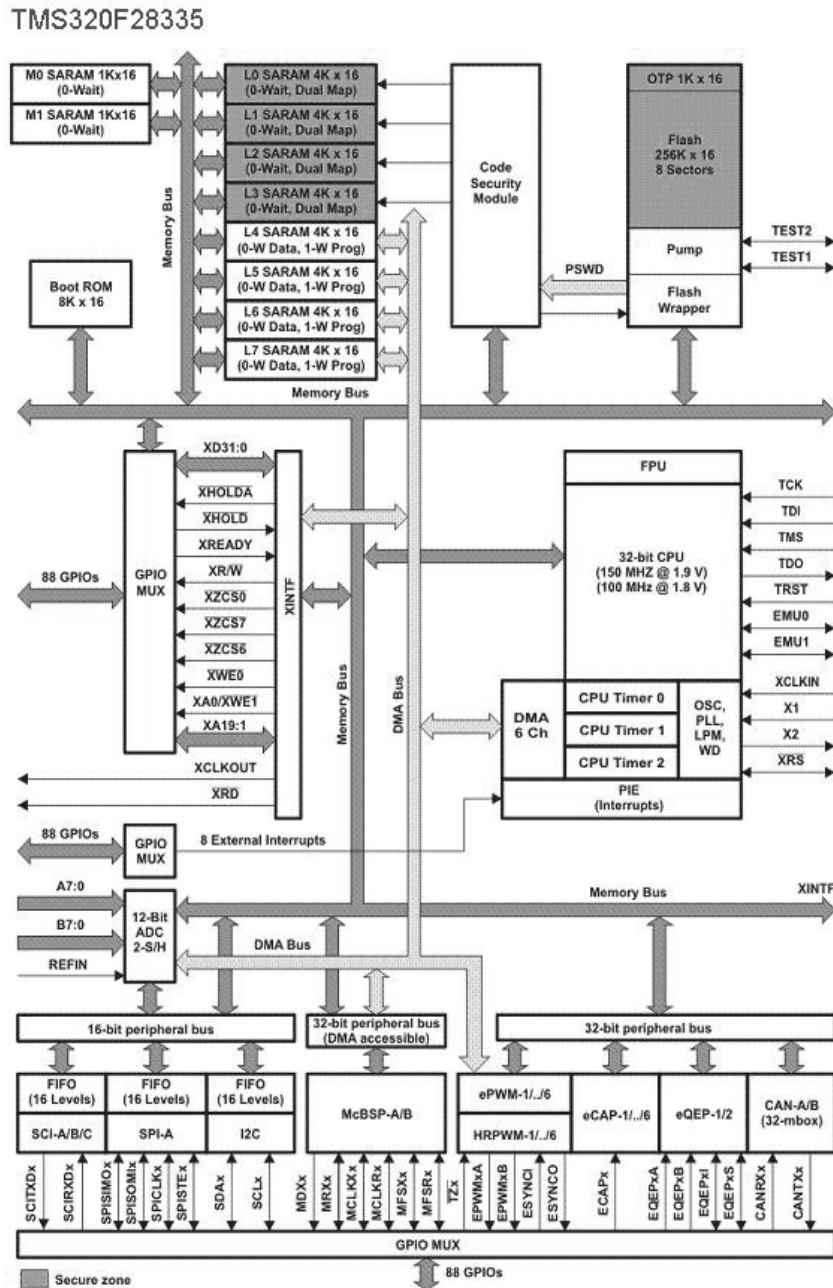 TMS320F28335
M0 SARAM 1Kx16
(0-Wait)
M1 SARAM 1Kx16
(0-Wait)
L0 SARAM 4K x 16
(0-Wait, Dual Map)
L1 SARAM 4K x 16
(0-Wait, Dual Map)
L2 SARAM 4K x 16
(0-Wait, Dual Map)
L3 SARAM 4K x 16
(0-Wait, Dual Map)
L4 SARAM 4K x 16
(0-W Data, 1-W Prog)
L5 SARAM 4K x 16
(0-W Data, 1-W Prog)
L6 SARAM 4K x 16
(0-W Data, 1-W Prog)
L7 SARAM 4K x 16
(0-W Data, 1-W Prog)
Memory Bus
Boot ROM
8K x 16
Code
Security
Module
OTP 1K x 16
Flash
256K x 16
8 Sectors
Pump
Flash
Wrapper
PSWD
TEST2
TEST1
Memory Bus
88 GPIOs
GPIO
MUX
XD31:0
XHOLDA
XHOLD
XREADY
XR/W
XZCS0
XZCS7
XZCS6
XWE0
XA0/XWE1
XA19:1
XCLKOUT
XRD
XINTF
Memory Bus
DMA Bus
FPU
32-bit CPU
(150 MHZ @ 1.9 V)
(100 MHz @ 1.8 V)
DMA
6 Ch
CPU Timer 0
CPU Timer 1
CPU Timer 2
OSC,
PLL,
LPM,
WD
PIE
(Interrupts)
TCK
TDI
TMS
TDO
TRST
EMU0
EMU1
XCLKIN
X1
X2
XRS
88 GPIOs
GPIO
MUX
8 External Interrupts
A7:0
B7:0
REFIN
12-Bit
ADC
2-S/H
Memory Bus
XINTF
DMA Bus
16-bit peripheral bus
32-bit peripheral bus
(DMA accessible)
32-bit peripheral bus
FIFO
(16 Levels)
FIFO
(16 Levels)
FIFO
(16 Levels)
SCI-A/B/C
SPI-A
I2C
McBSP-A/B
ePWM-1/../6
HRPWM-1/../6
eCAP-1/../6
eQEP-1/2
CAN-A/B
(32-mbox)
SCITXDx
SCIRXDx
SPISIMOx
SPISOMIx
SPICLKx
SPISTEx
SDAx
SCLx
MDXx
MRXx
MCLKXx
MCLKRx
MFSXx
MFSRx
TZx
EPWMxA
EPWMxB
ESYNCI
ESYNCO
ECAPx
EQEPxA
EQEPxB
EQEPxI
EQEPxS
CANRXx
CANTXx
GPIO MUX
Secure zone
88 GPIOs